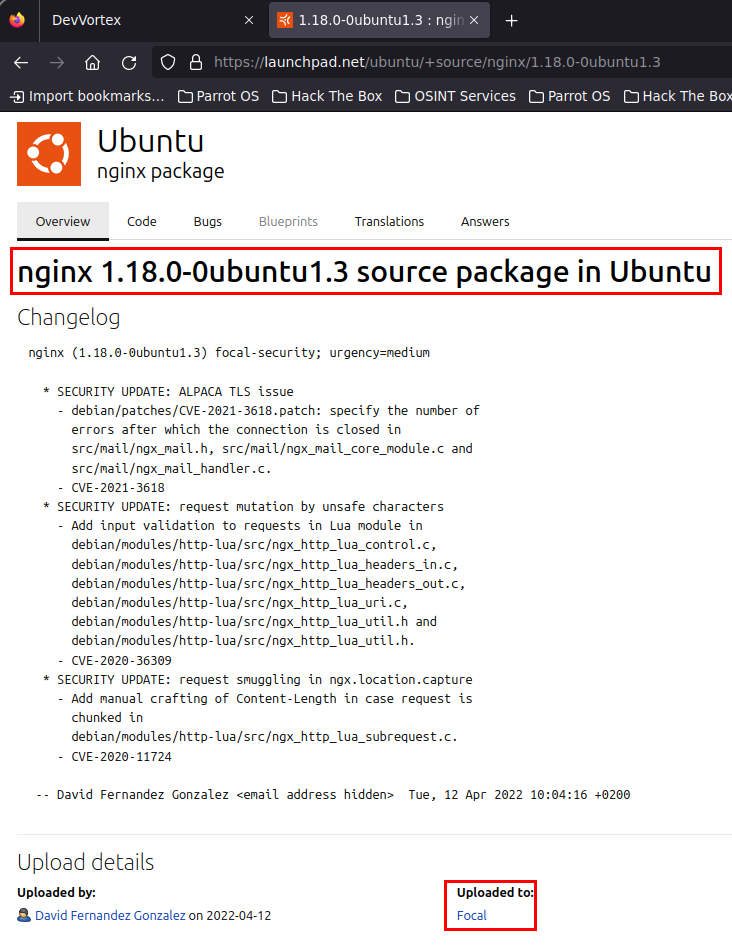 DevVortex
1.18.0-0ubuntu1.3 : ngin
https://launchpad.net/ubuntu/+source/nginx/1.18.0-0ubuntu1.3
Import bookmarks... Parrot OS Hack The Box OSINT Services Parrot OS Hack The Box
Ubuntu
nginx package
Overview Code Bugs Blueprints Translations Answers
nginx 1.18.0-0ubuntu1.3 source package in Ubuntu
Changelog
nginx (1.18.0-0ubuntu1.3) focal-security; urgency=medium
* SECURITY UPDATE: ALPACA TLS issue
- debian/patches/CVE-2021-3618.patch: specify the number of
errors after which the connection is closed in
src/mail/ngx_mail.h, src/mail/ngx_mail_core_module.c and
src/mail/ngx_mail_handler.c.
- CVE-2021-3618
* SECURITY UPDATE: request mutation by unsafe characters
- Add input validation to requests in Lua module in
debian/modules/http-lua/src/ngx_http_lua_control.c,
debian/modules/http-lua/src/ngx_http_lua_headers_in.c,
debian/modules/http-lua/src/ngx_http_lua_headers_out.c,
debian/modules/http-lua/src/ngx_http_lua_uri.c,
debian/modules/http-lua/src/ngx_http_lua_util.h and
debian/modules/http-lua/src/ngx_http_lua_util.h.
- CVE-2020-36309
* SECURITY UPDATE: request smuggling in ngx.location.capture
- Add manual crafting of Content-Length in case request is
chunked in
debian/modules/http-lua/src/ngx_http_lua_subrequest.c.
- CVE-2020-11724
-- David Fernandez Gonzalez <email address hidden>  Tue, 12 Apr 2022 10:04:16 +0200
Upload details
Uploaded by: Uploaded to:
David Fernandez Gonzalez on 2022-04-12 Focal